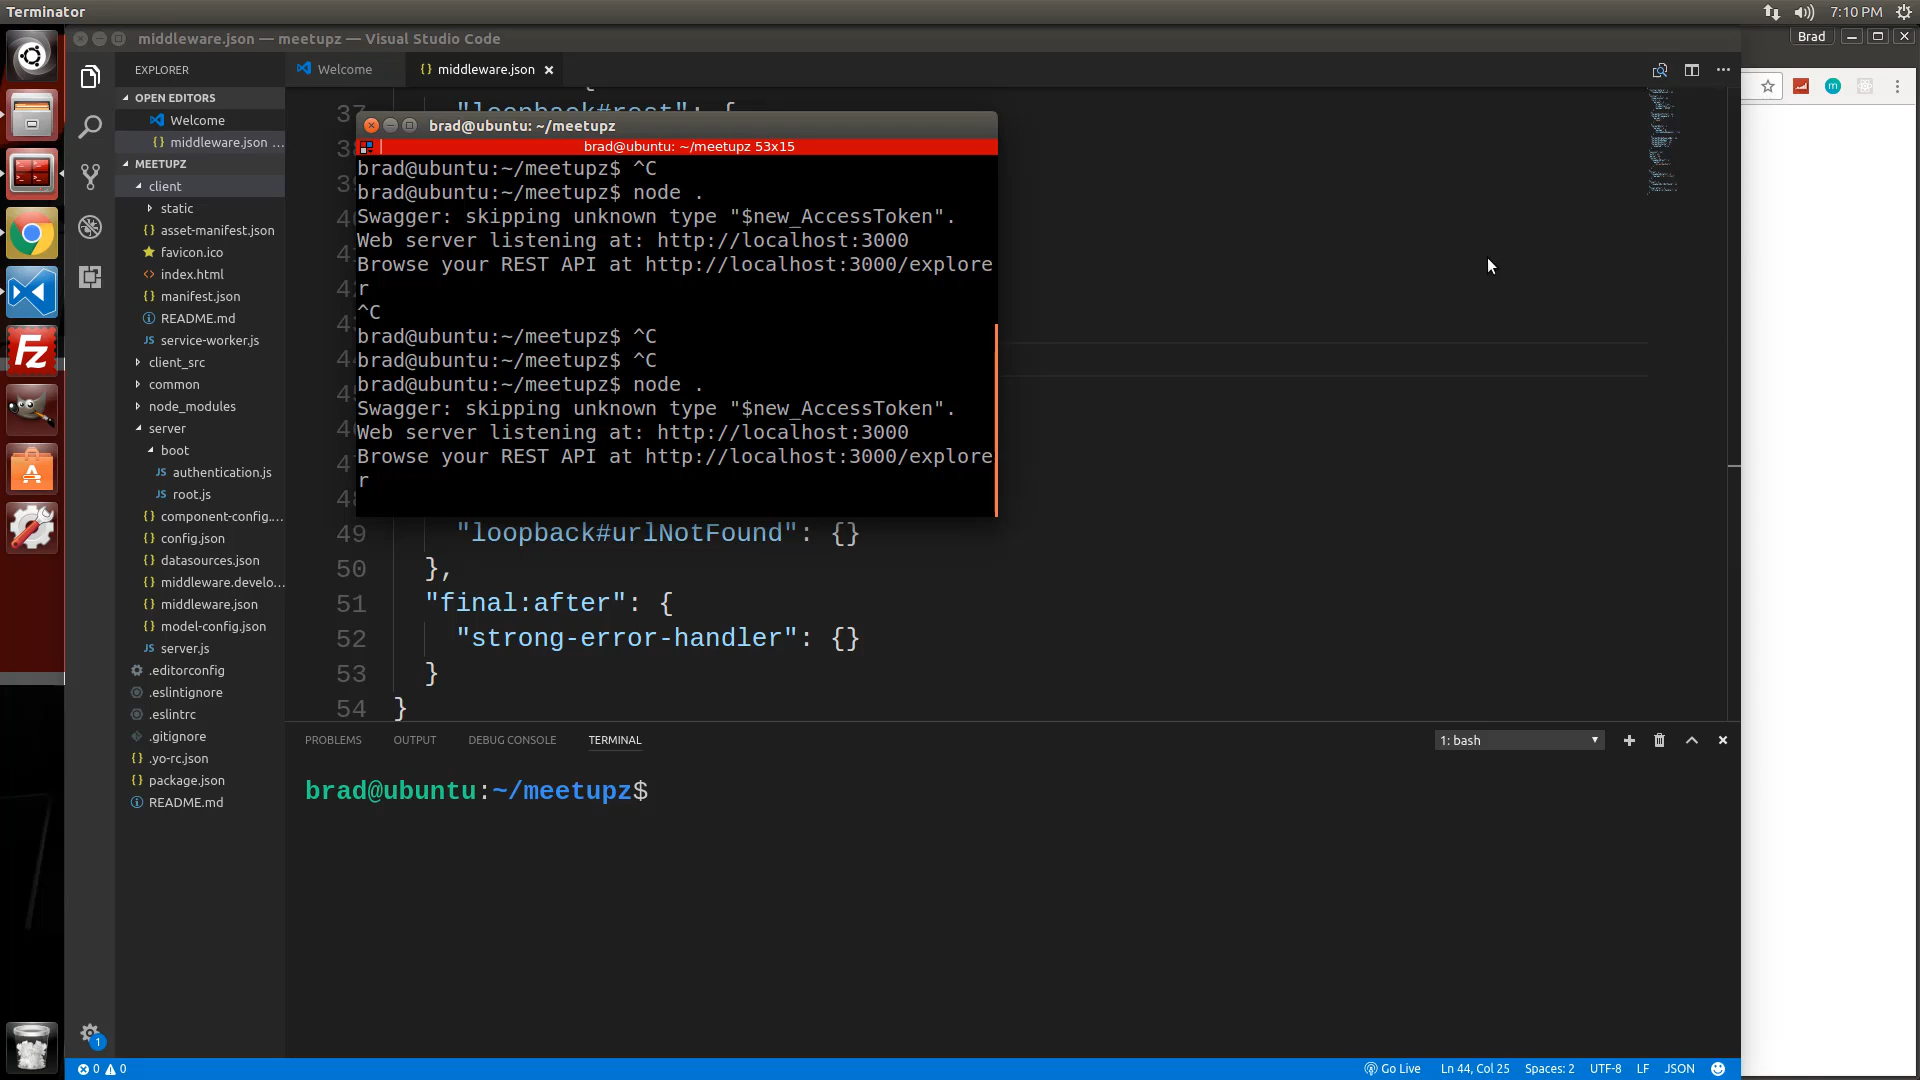 Terminator
7:10 PM
middleware.json — meetupz — Visual Studio Code
Brad
EXPLORER
Welcome
{} middleware.json
OPEN EDITORS
Welcome
{} middleware.json ...
MEETUPZ
client
static
{} asset-manifest.json
favicon.ico
<> index.html
{} manifest.json
README.md
JS service-worker.js
client_src
common
node_modules
server
boot
JS authentication.js
JS root.js
{} component-config....
{} config.json
{} datasources.json
{} middleware.develo...
{} middleware.json
{} model-config.json
JS server.js
.editorconfig
.eslintignore
.eslintrc
.gitignore
{} .yo-rc.json
{} package.json
README.md
1
37 "loopback#rest": {
brad@ubuntu: ~/meetupz
brad@ubuntu: ~/meetupz 53x15
brad@ubuntu:~/meetupz$ ^C
brad@ubuntu:~/meetupz$ node .
Swagger: skipping unknown type "$new_AccessToken".
Web server listening at: http://localhost:3000
Browse your REST API at http://localhost:3000/explore
r
^C
brad@ubuntu:~/meetupz$ ^C
brad@ubuntu:~/meetupz$ ^C
brad@ubuntu:~/meetupz$ node .
Swagger: skipping unknown type "$new_AccessToken".
Web server listening at: http://localhost:3000
Browse your REST API at http://localhost:3000/explore
r
49 "loopback#urlNotFound": {}
50 },
51 "final:after": {
52 "strong-error-handler": {}
53 }
54 }
PROBLEMS OUTPUT DEBUG CONSOLE TERMINAL
1: bash
brad@ubuntu:~/meetupz$
0 0
Go Live Ln 44, Col 25 Spaces: 2 UTF-8 LF JSON